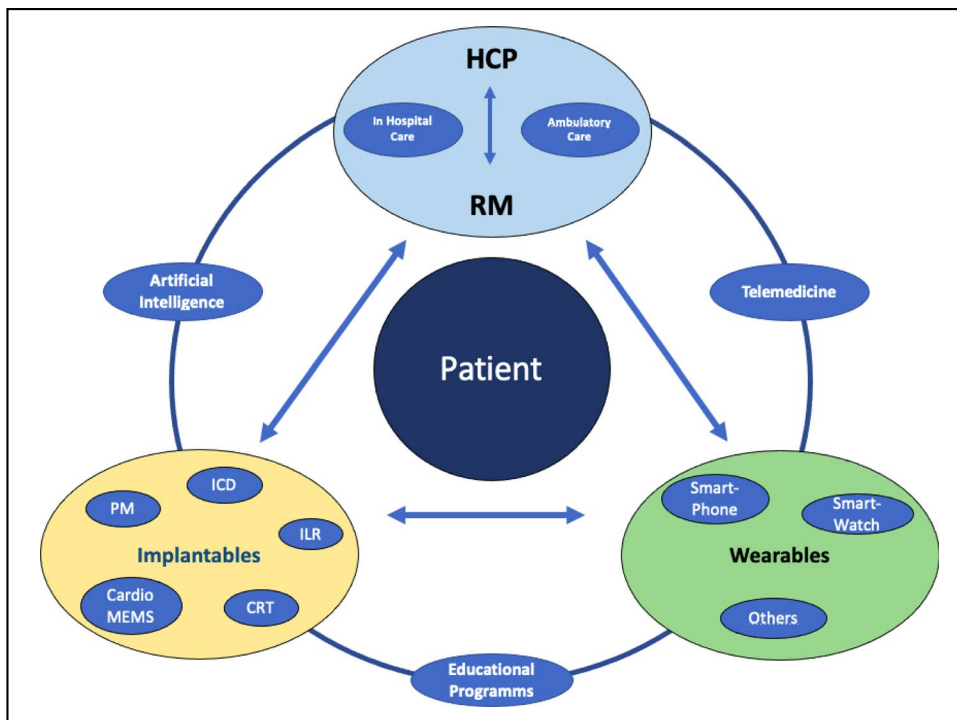 HCP
In Hospital
Care
Ambulatory
Care
RM
Artificial
Intelligence
Telemedicine
Patient
ICD
PM
ILR
Implantables
Cardio
MEMS
CRT
Smart-
Phone
Smart-
Watch
Wearables
Others
Educational
Programms